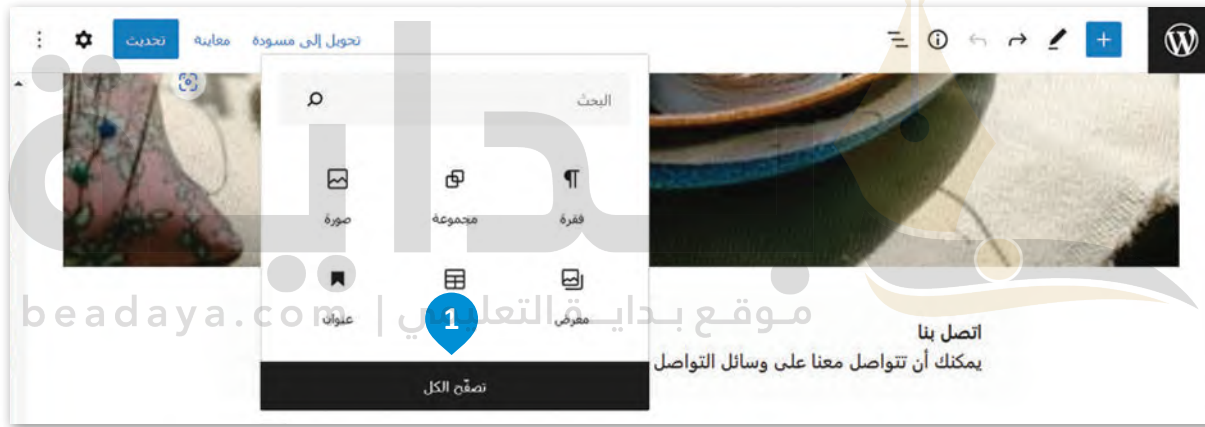 تحويل إلى مسودة
معاينة
تحديث
البحث
فقرة
مجموعة
صورة
معرض
عنوان
1
تصفّح الكل
اتصل بنا
يمكنك أن تتواصل معنا على وسائل التواصل
بداية
موقع بداية التعليمي | beadaya.com